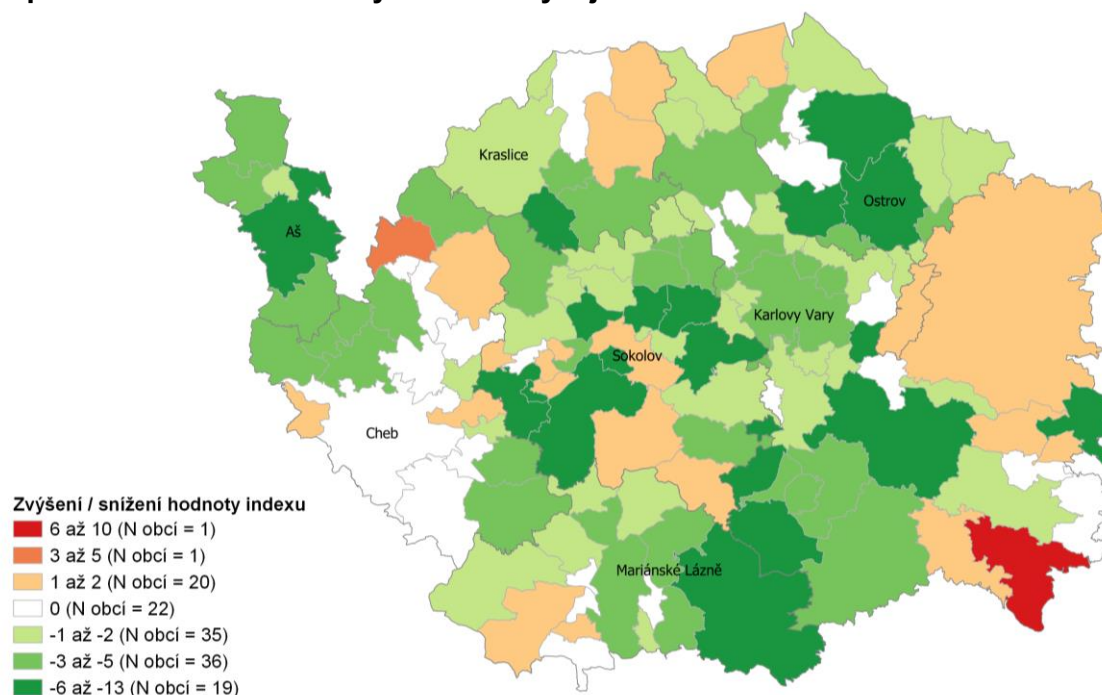 Kraslice
Ostrov
Aš
Karlovy Vary
Sokolov
Cheb
Mariánské Lázně
Zvýšení / snížení hodnoty indexu
6 až 10 (N obcí = 1)
3 až 5 (N obcí = 1)
1 až 2 (N obcí = 20)
0 (N obcí = 22)
-1 až -2 (N obcí = 35)
-3 až -5 (N obcí = 36)
-6 až -13 (N obcí = 19)